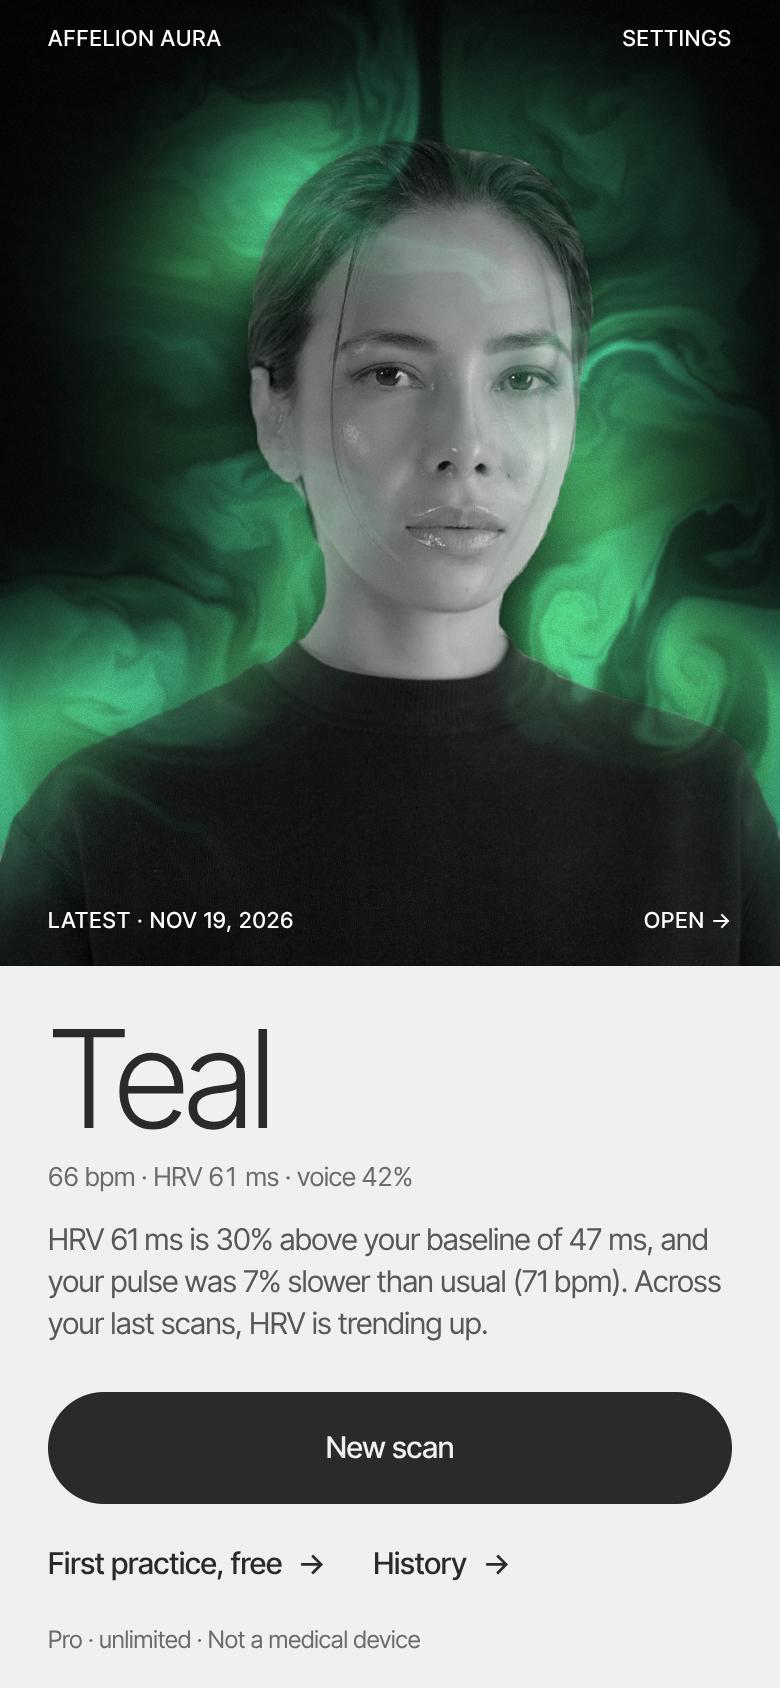 AFFELION AURA
SETTINGS
LATEST · NOV 19, 2026
OPEN →
Teal
66 bpm · HRV 61 ms · voice 42%
HRV 61 ms is 30% above your baseline of 47 ms, and
your pulse was 7% slower than usual (71 bpm). Across
your last scans, HRV is trending up.
New scan
First practice, free →
History →
Pro · unlimited · Not a medical device